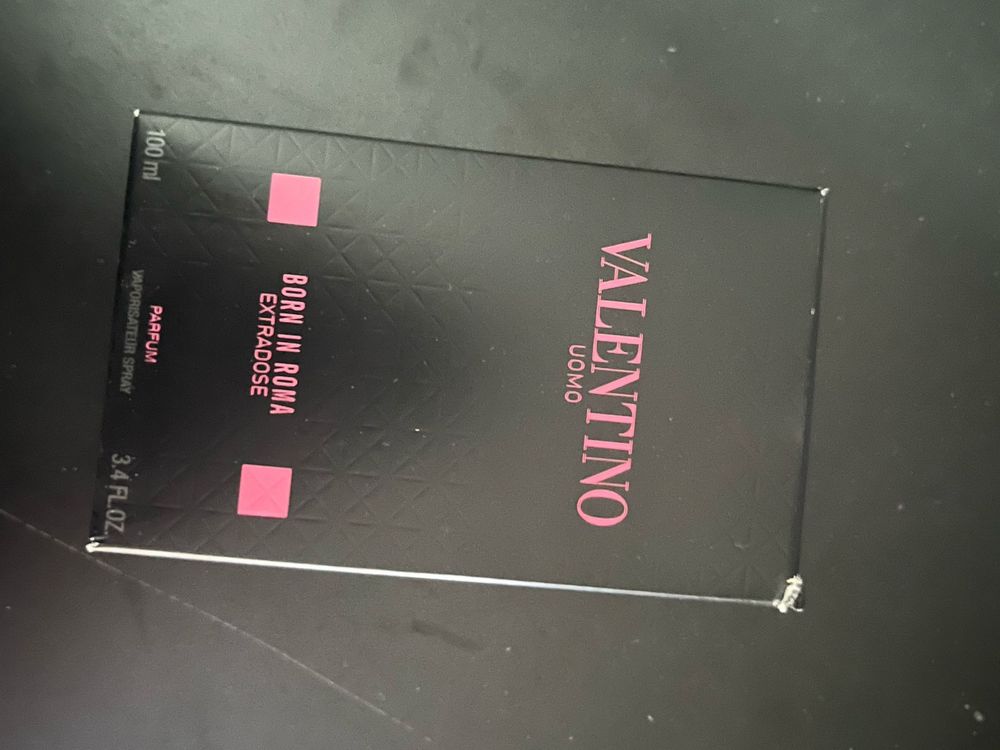 VALENTINO
UOMO
BORN IN ROMA
EXTRADOSE
PARFUM
100 ml
VAPORISATEUR SPRAY
3.4 FL.OZ.